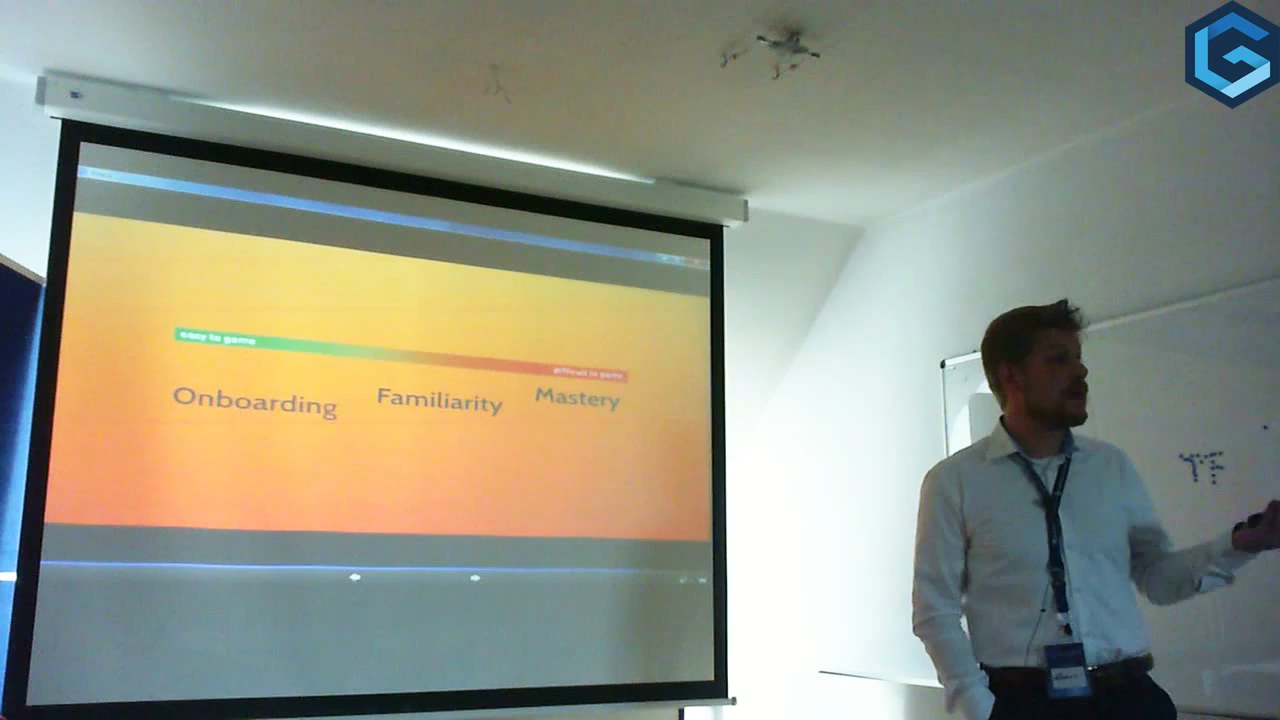 easy to game
difficult to game
Onboarding Familiarity Mastery